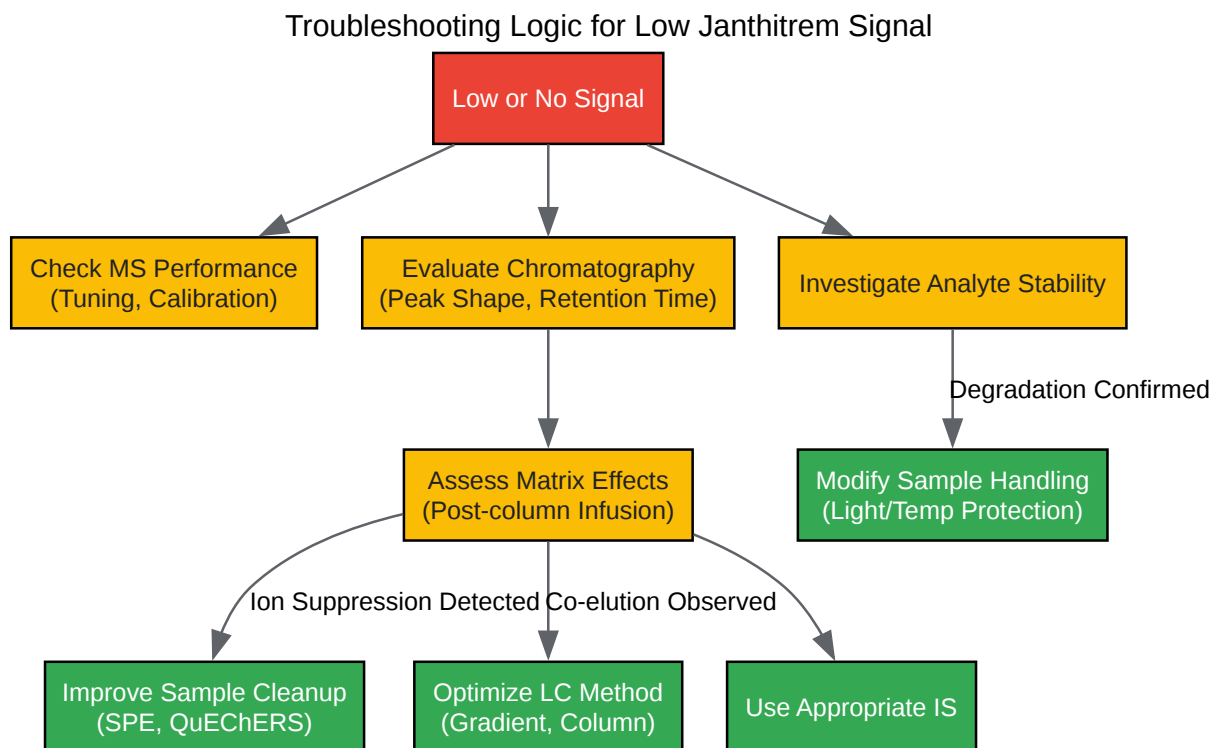 Troubleshooting Logic for Low Janthitrem Signal
Low or No Signal
Check MS Performance
(Tuning, Calibration)
Evaluate Chromatography
(Peak Shape, Retention Time)
Investigate Analyte Stability
Degradation Confirmed
Assess Matrix Effects
(Post-column Infusion)
Modify Sample Handling
(Light/Temp Protection)
Ion Suppression Detected
Co-elution Observed
Improve Sample Cleanup
(SPE, QuEChERS)
Optimize LC Method
(Gradient, Column)
Use Appropriate IS